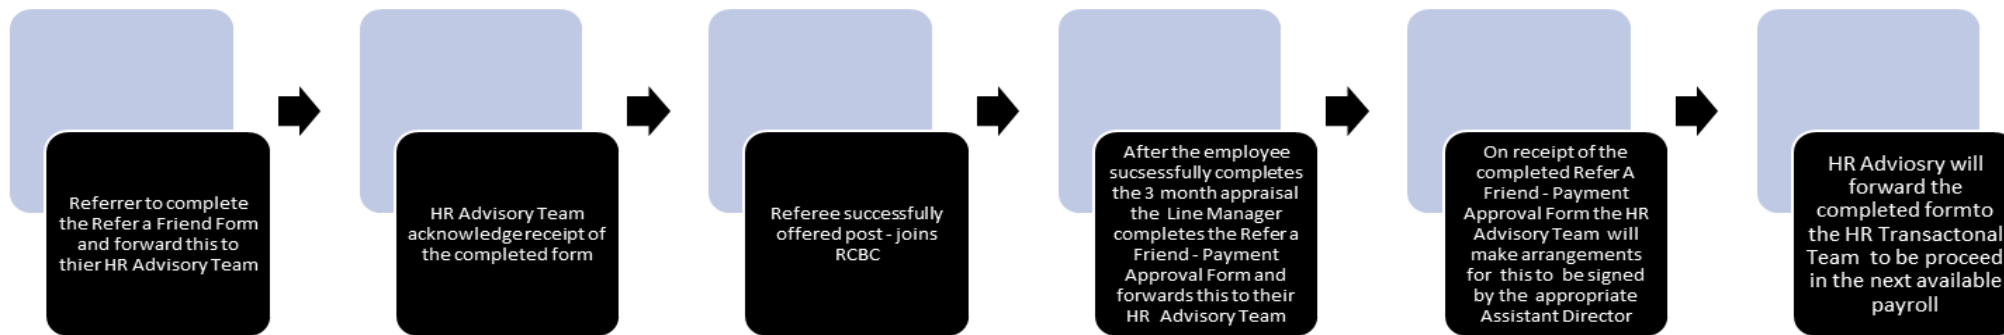 Referrer to complete
the Refer a Friend Form
and forward this to
thier HR Advisory Team
HR Advisory Team
acknowledge receipt of
the completed form
Referee successfully
offered post - joins
RCBC
After the employee
sucsessfully completes
the 3 month appraisal
the Line Manager
completes the Refer a
Friend - Payment
Approval Form and
forwards this to their
HR Advisory Team
On receipt of the
completed Refer A
Friend - Payment
Approval Form the HR
Advisory Team will
make arrangements
for this to be signed
by the appropriate
Assistant Director
HR Adviosry will
forward the
completed formto
the HR Transactonal
Team to be proceed
in the next available
payroll